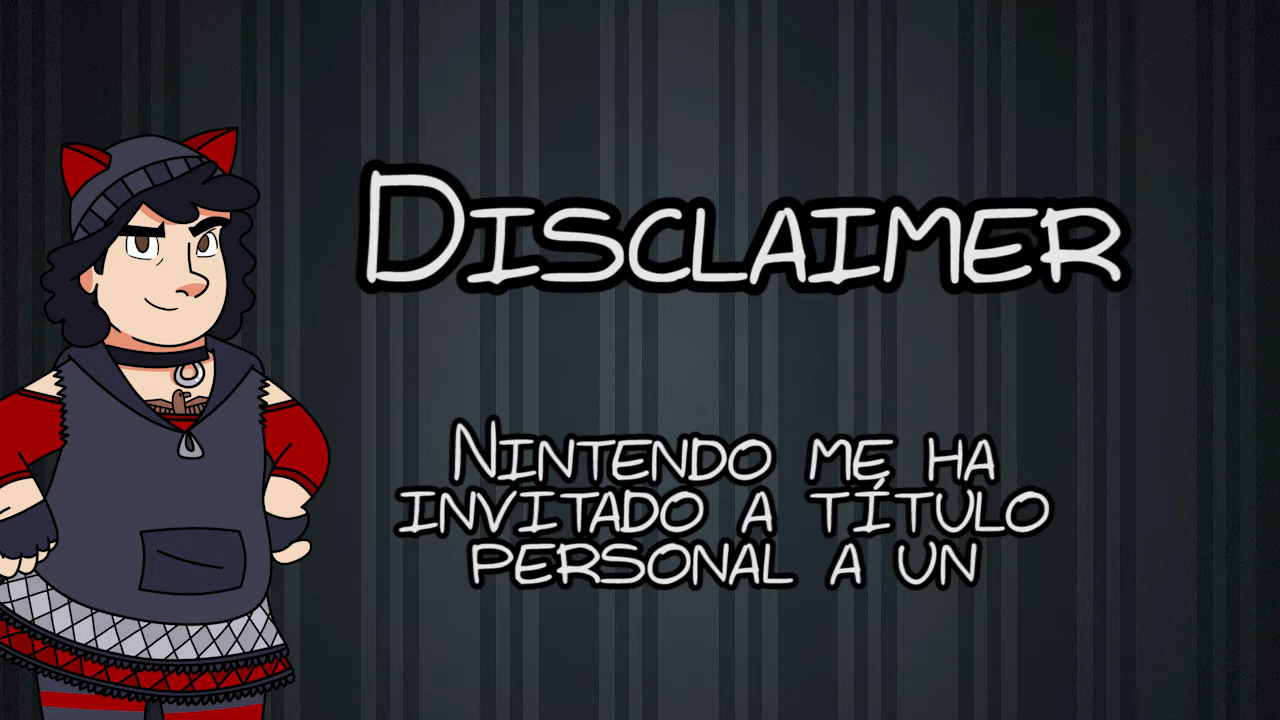 Disclaimer
Nintendo me ha
invitado a título
personal a un